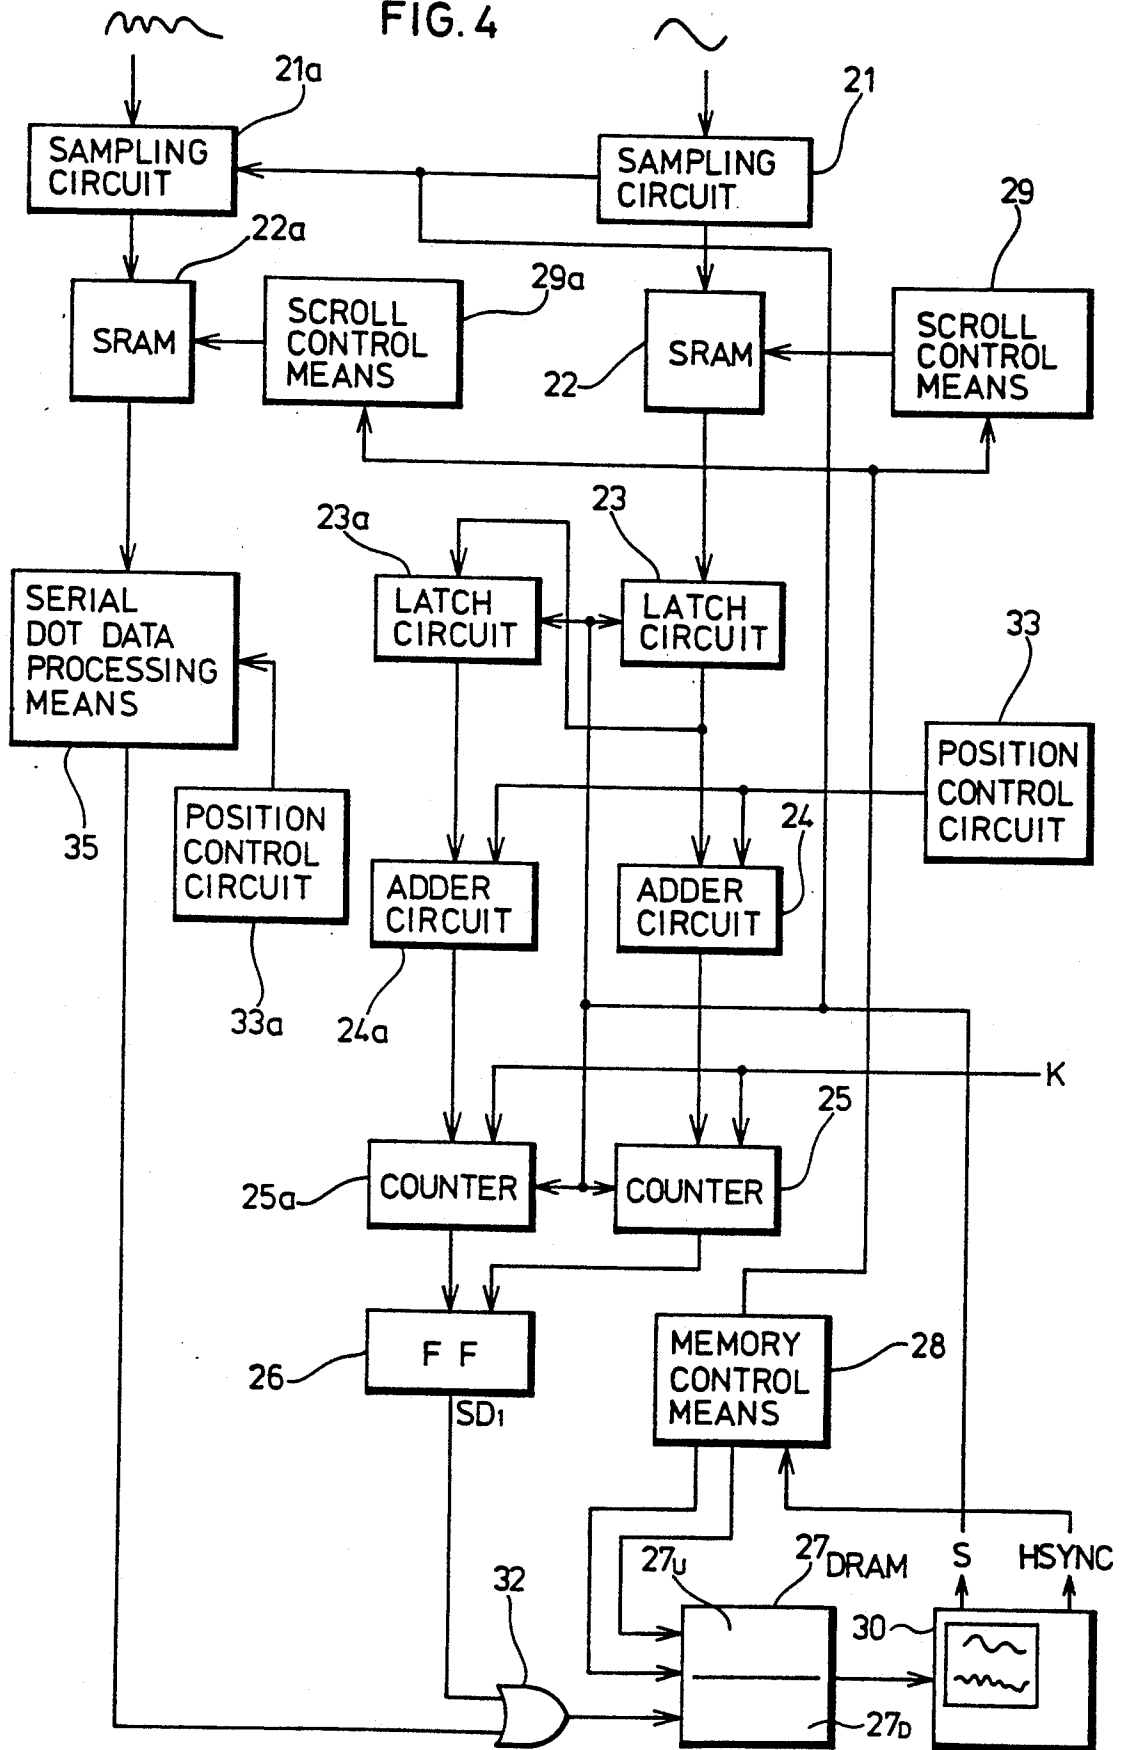 FIG. 4
21a
21
SAMPLING
CIRCUIT
SAMPLING
CIRCUIT
22a
29
29a
SRAM
SCROLL
CONTROL
MEANS
22
SRAM
SCROLL
CONTROL
MEANS
23a
23
SERIAL
DOT DATA
PROCESSING
MEANS
LATCH
CIRCUIT
LATCH
CIRCUIT
33
35
POSITION
CONTROL
CIRCUIT
POSITION
CONTROL
CIRCUIT
24
ADDER
CIRCUIT
ADDER
CIRCUIT
33a
24a
K
25
25a
COUNTER
COUNTER
26
F F
SD1
MEMORY
CONTROL
MEANS
28
S
HSYNC
27U
27 DRAM
32
30
27D